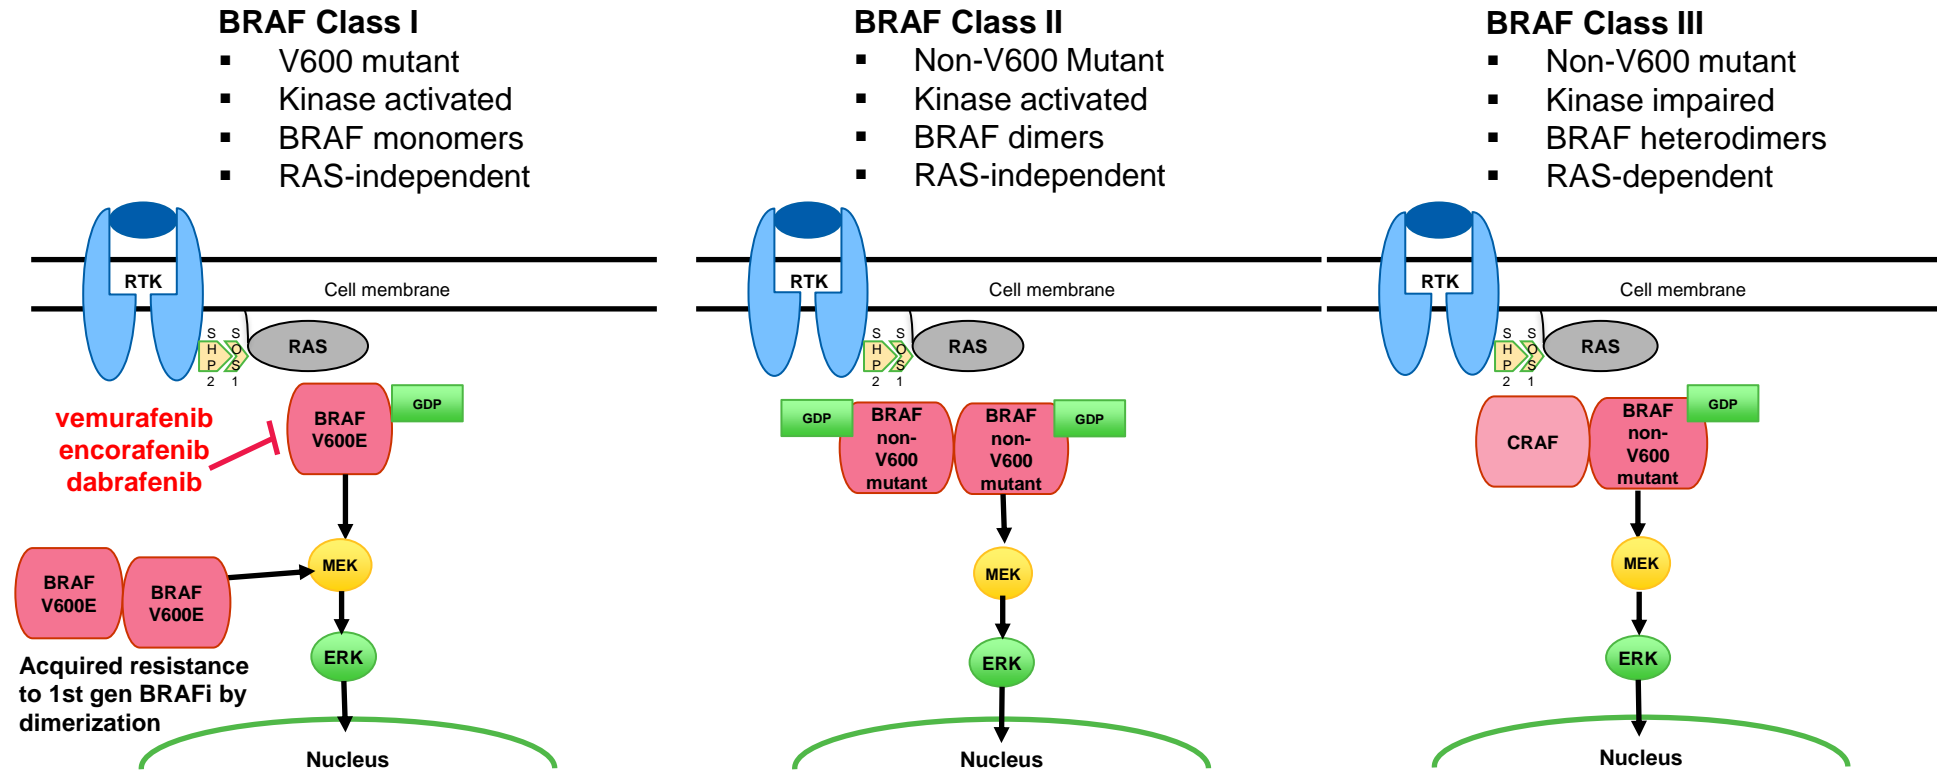 BRAF Class I
▪ V600 mutant
▪ Kinase activated
▪ BRAF monomers
▪ RAS-independent
RTK
Cell membrane
S
H
P
2
S
O
S
1
RAS
vemurafenib
encorafenib
dabrafenib
BRAF
V600E
GDP
MEK
BRAF
V600E
BRAF
V600E
ERK
Acquired resistance
to 1st gen BRAFi by
dimerization
Nucleus
BRAF Class II
▪ Non-V600 Mutant
▪ Kinase activated
▪ BRAF dimers
▪ RAS-independent
RTK
Cell membrane
S
H
P
2
S
O
S
1
RAS
GDP
BRAF
non-
V600
mutant
BRAF
non-
V600
mutant
GDP
MEK
ERK
Nucleus
BRAF Class III
▪ Non-V600 mutant
▪ Kinase impaired
▪ BRAF heterodimers
▪ RAS-dependent
RTK
Cell membrane
S
H
P
2
S
O
S
1
RAS
CRAF
BRAF
non-
V600
mutant
GDP
MEK
ERK
Nucleus